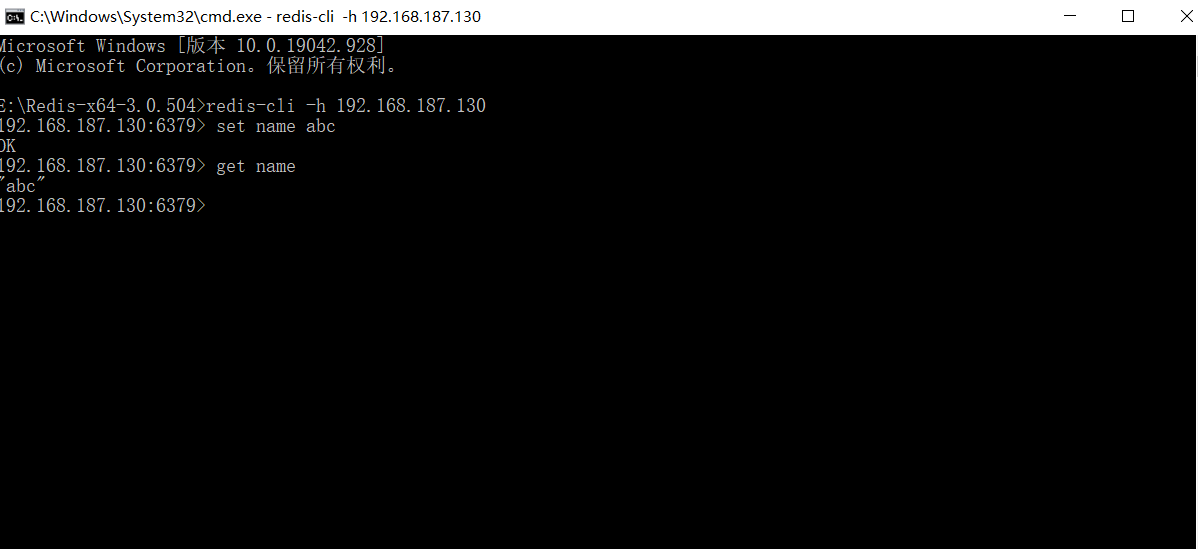 C:\Windows\System32\cmd.exe - redis-cli  -h 192.168.187.130
Microsoft Windows [版本 10.0.19042.928]
(c) Microsoft Corporation。保留所有权利。
E:\Redis-x64-3.0.504>redis-cli -h 192.168.187.130
192.168.187.130:6379> set name abc
OK
192.168.187.130:6379> get name
"abc"
192.168.187.130:6379>